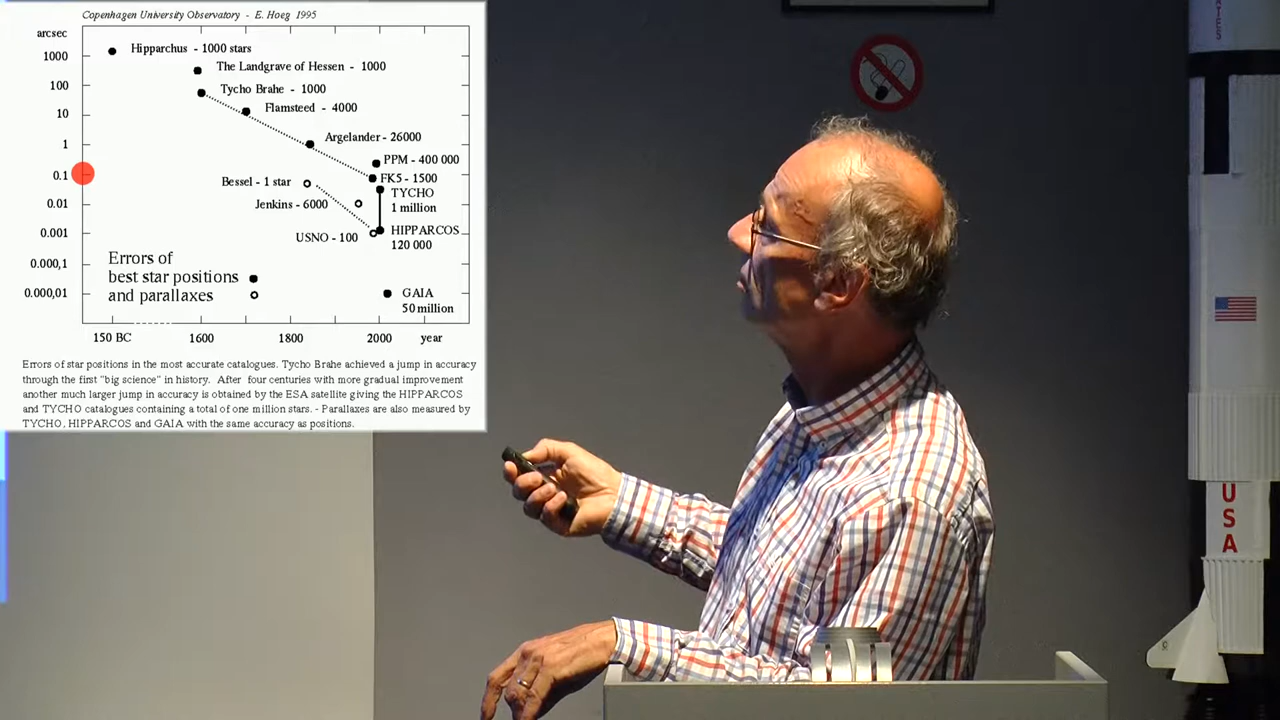 Copenhagen University Observatory - E. Hoeg 1995
arcsec
1000
100
10
1
0.1
0.01
0.001
0.000,1
0.000,01
Hipparchus - 1000 stars
The Landgrave of Hessen - 1000
Tycho Brahe - 1000
Flamsteed - 4000
Argelander - 26000
PPM - 400 000
FK5 - 1500
Bessel - 1 star
TYCHO
1 million
Jenkins - 6000
HIPPARCOS
120 000
USNO - 100
Errors of
best star positions
and parallaxes
GAIA
50 million
150 BC
1600
1800
2000
year
Errors of star positions in the most accurate catalogues. Tycho Brahe achieved a jump in accuracy
through the first "big science" in history. After four centuries with more gradual improvement
another much larger jump in accuracy is obtained by the ESA satellite giving the HIPPARCOS
and TYCHO catalogues containing a total of one million stars. - Parallaxes are also measured by
TYCHO, HIPPARCOS and GAIA with the same accuracy as positions.
USA